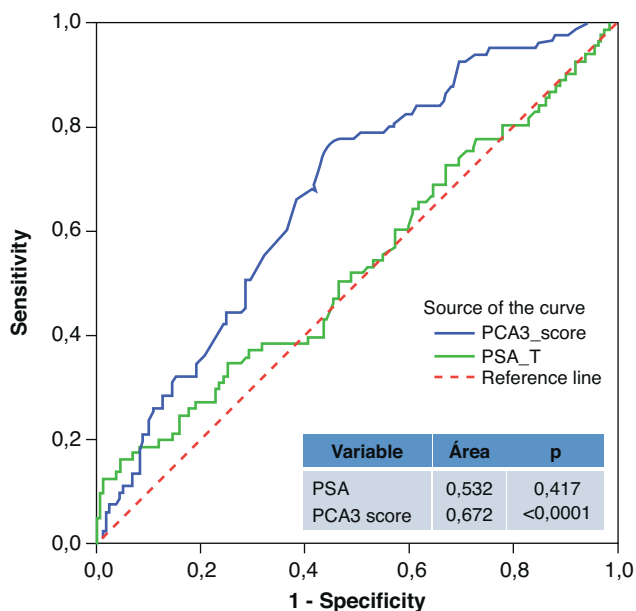 1,0
0,8
0,6
0,4
0,2
0,0
Sensitivity
Source of the curve
PCA3_score
PSA_T
Reference line
Variable Área p
PSA 0,532 0,417
PCA3 score 0,672 <0,0001
0,0 0,2 0,4 0,6 0,8 1,0
1 - Specificity